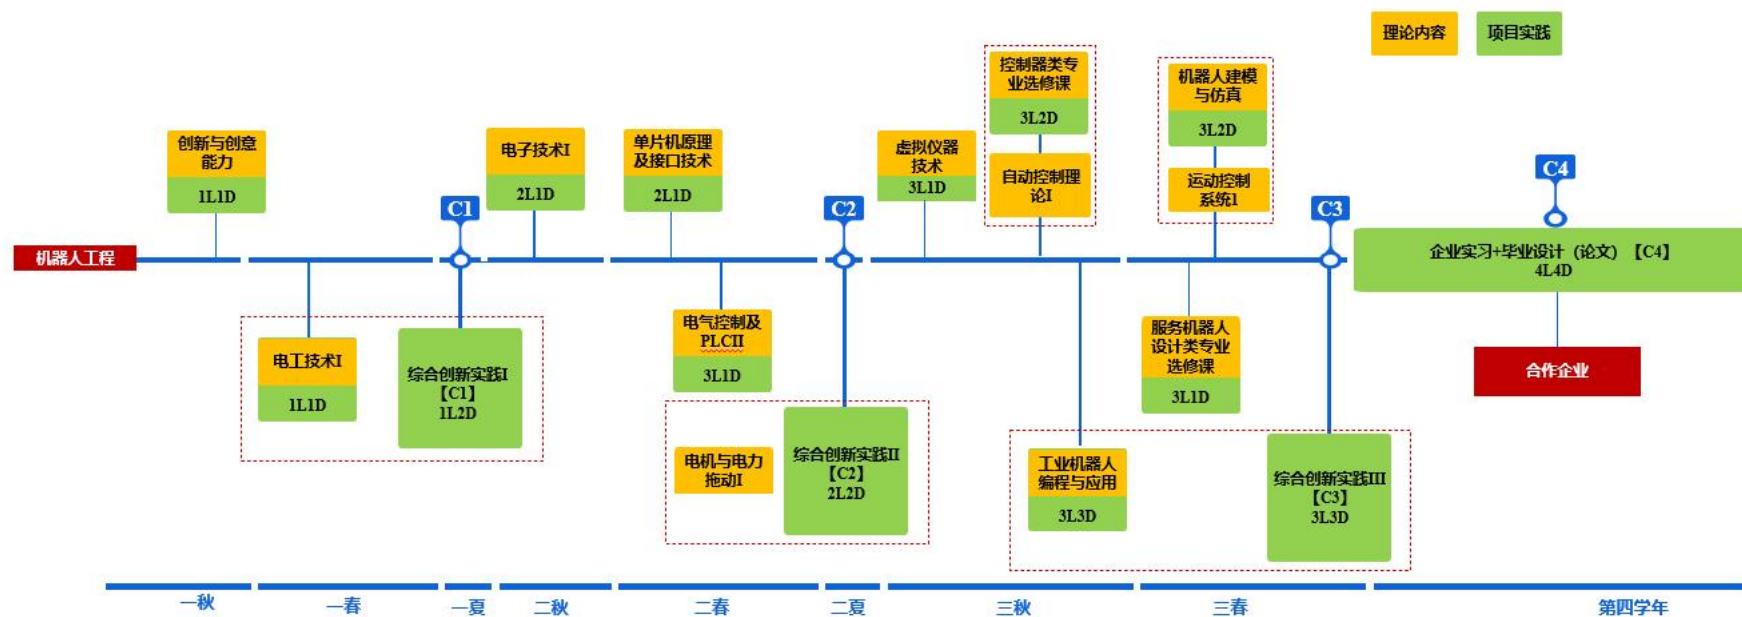 理论内容
项目实践
控制器类专
业选修课
3L2D
自动控制理
论I
机器人建模
与仿真
3L2D
运动控制
系统I
创新与创意
能力
1L1D
电子技术I
2L1D
单片机原理
及接口技术
2L1D
虚拟仪器
技术
3L1D
C1
C2
C3
C4
机器人工程
企业实习+毕业设计（论文）【C4】
4L4D
合作企业
电工技术I
1L1D
综合创新实践I
【C1】
1L2D
电气控制及
PLCII
3L1D
电机与电力
拖动I
综合创新实践II
【C2】
2L2D
服务机器人
设计类专业
选修课
3L1D
工业机器人
编程与应用
3L3D
综合创新实践III
【C3】
3L3D
一秋
一春
一夏
二秋
二春
二夏
三秋
三春
第四学年